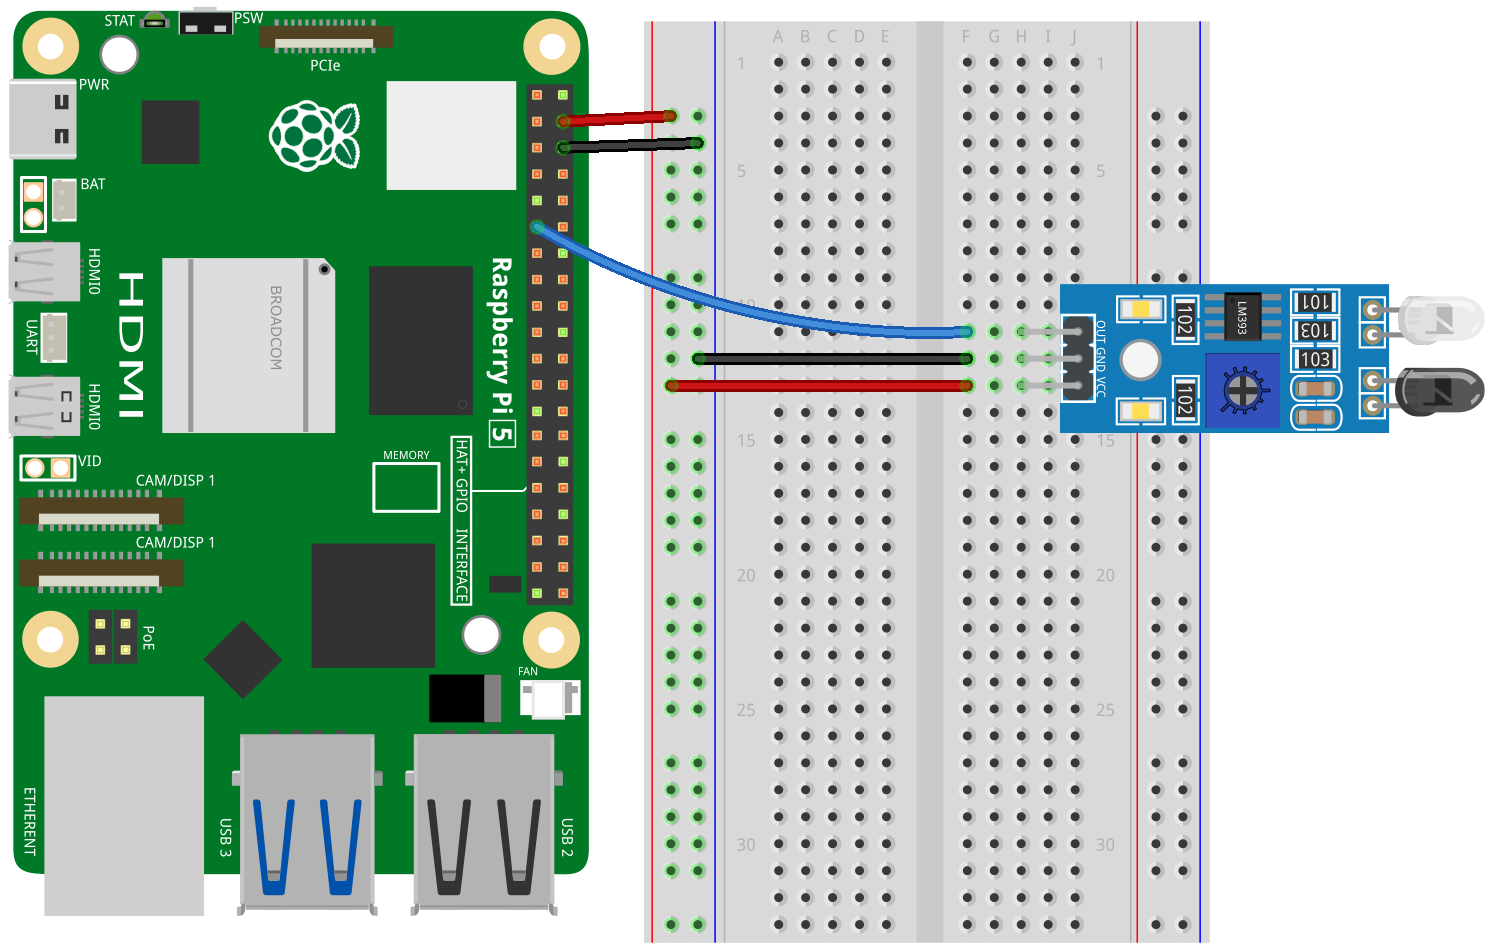 STAT
PSW
PCIe
PWR
BAT
HDMI0
HDMI
UART
HDMI0
BROADCOM
Raspberry Pi 5
VID
MEMORY
HAT+ GPIO INTERFACE
CAM/DISP 1
CAM/DISP 1
PoE
FAN
ETHERENT
USB 3
USB 2
A B C D E F G H I J
1 1
5 5
10
15 15
20 20
25 25
30 30
OUT GND VCC
102
LM393
101
103
103
102